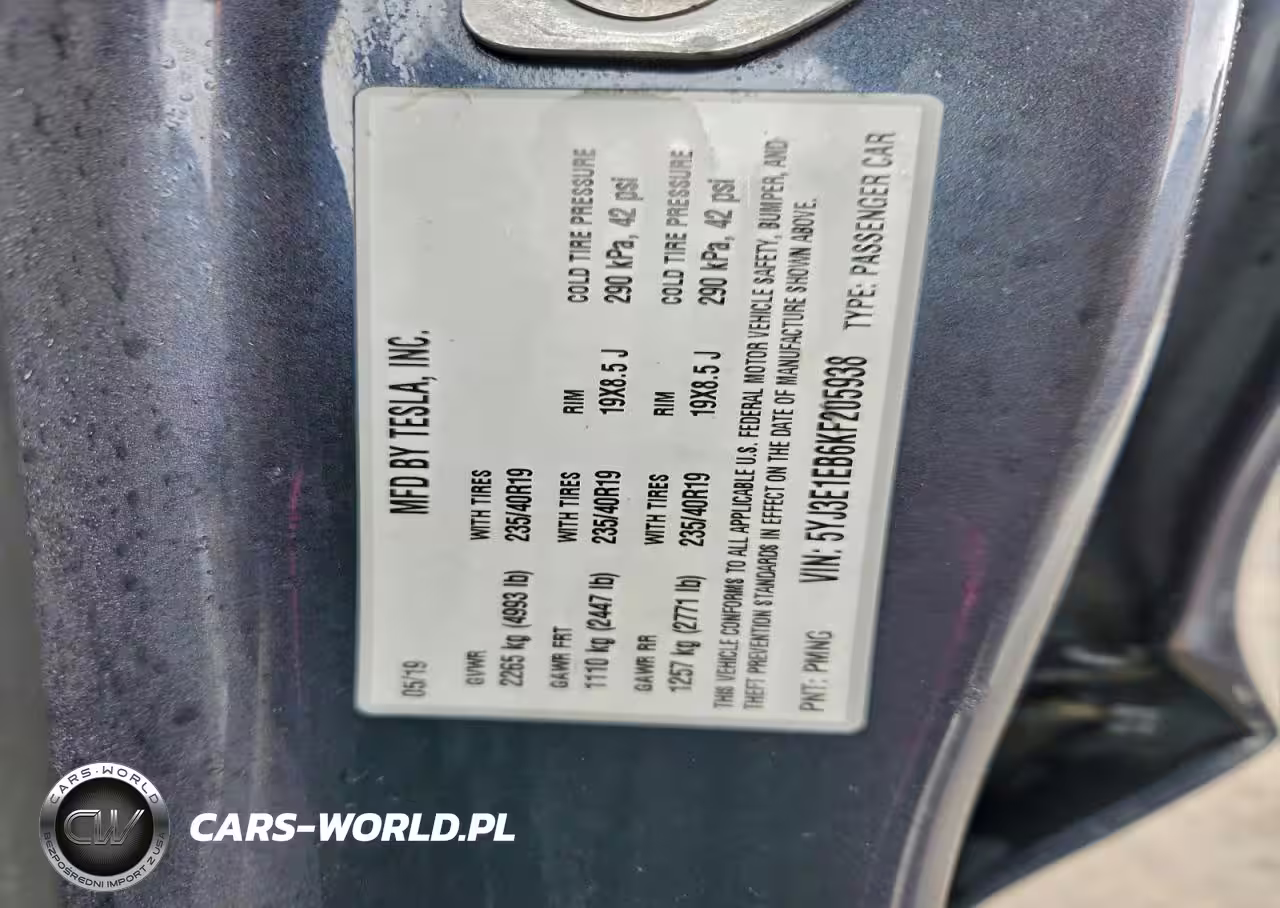 MFD BY TESLA, INC.
05/19
GVWR WITH TIRES
2265 kg (4993 lb) 235/40R19
GAWR FRT WITH TIRES RIM COLD TIRE PRESSURE
1110 kg (2447 lb) 235/40R19 19X8.5 J 290 kPa, 42 psi
GAWR RR WITH TIRES RIM COLD TIRE PRESSURE
1257 kg (2771 lb) 235/40R19 19X8.5 J 290 kPa, 42 psi
THIS VEHICLE CONFORMS TO ALL APPLICABLE U.S. FEDERAL MOTOR VEHICLE SAFETY, BUMPER, AND
THEFT PREVENTION STANDARDS IN EFFECT ON THE DATE OF MANUFACTURE SHOWN ABOVE.
PNT: PMNG VIN: 5YJ3E1EB6KF205938 TYPE: PASSENGER CAR
CARS-WORLD
CW
BEZPOŚREDNI IMPORT Z USA
CARS-WORLD.PL